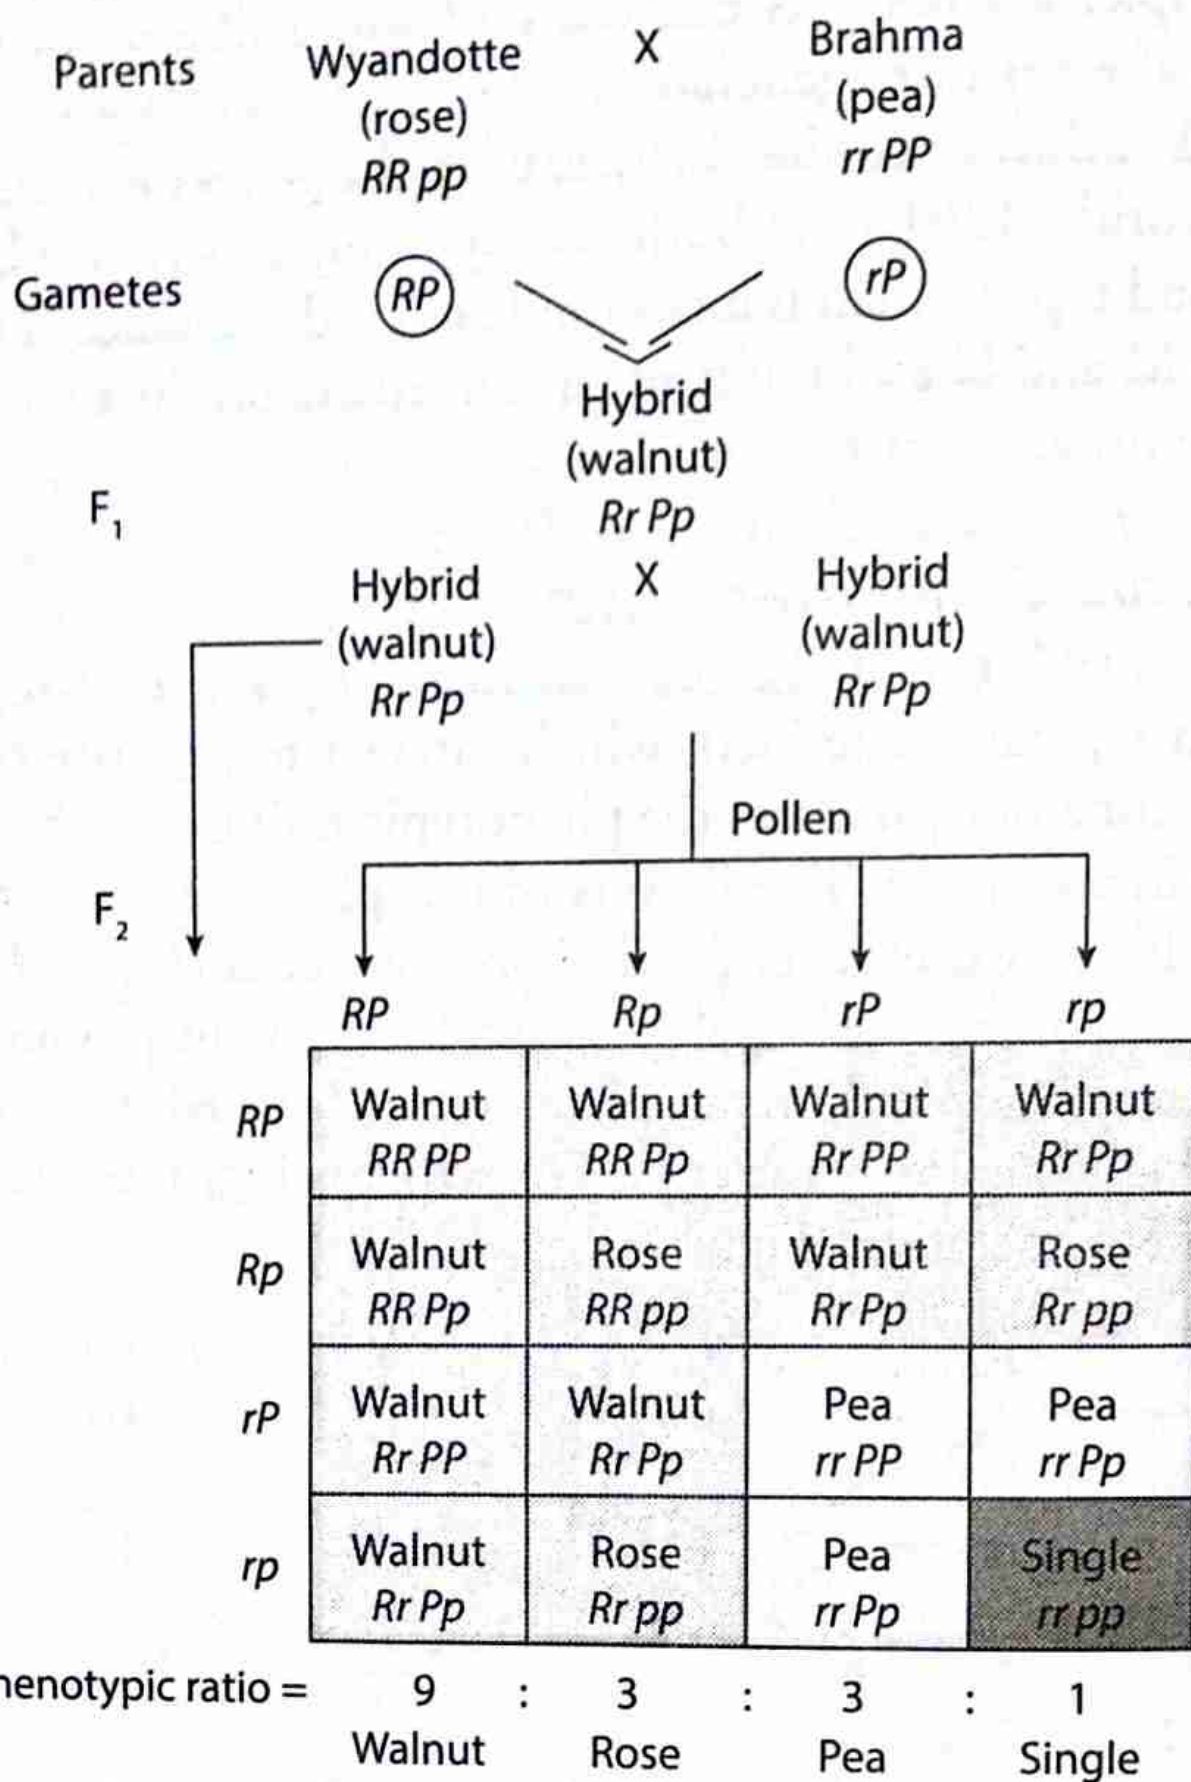 Parents Wyandotte X Brahma
(rose) (pea)
RR pp rr PP
Gametes RP rP
Hybrid
(walnut)
F₁ Rr Pp
Hybrid X Hybrid
(walnut) (walnut)
Rr Pp Rr Pp
Pollen
F₂
RP Rp rP rp
RP Walnut Walnut Walnut Walnut
RR PP RR Pp Rr PP Rr Pp
Rp Walnut Rose Walnut Rose
RR Pp RR pp Rr Pp Rr pp
rP Walnut Walnut Pea Pea
Rr PP Rr Pp rr PP rr Pp
rp Walnut Rose Pea Single
Rr Pp Rr pp rr Pp rr pp
henotypic ratio = 9 : 3 : 3 : 1
Walnut Rose Pea Single